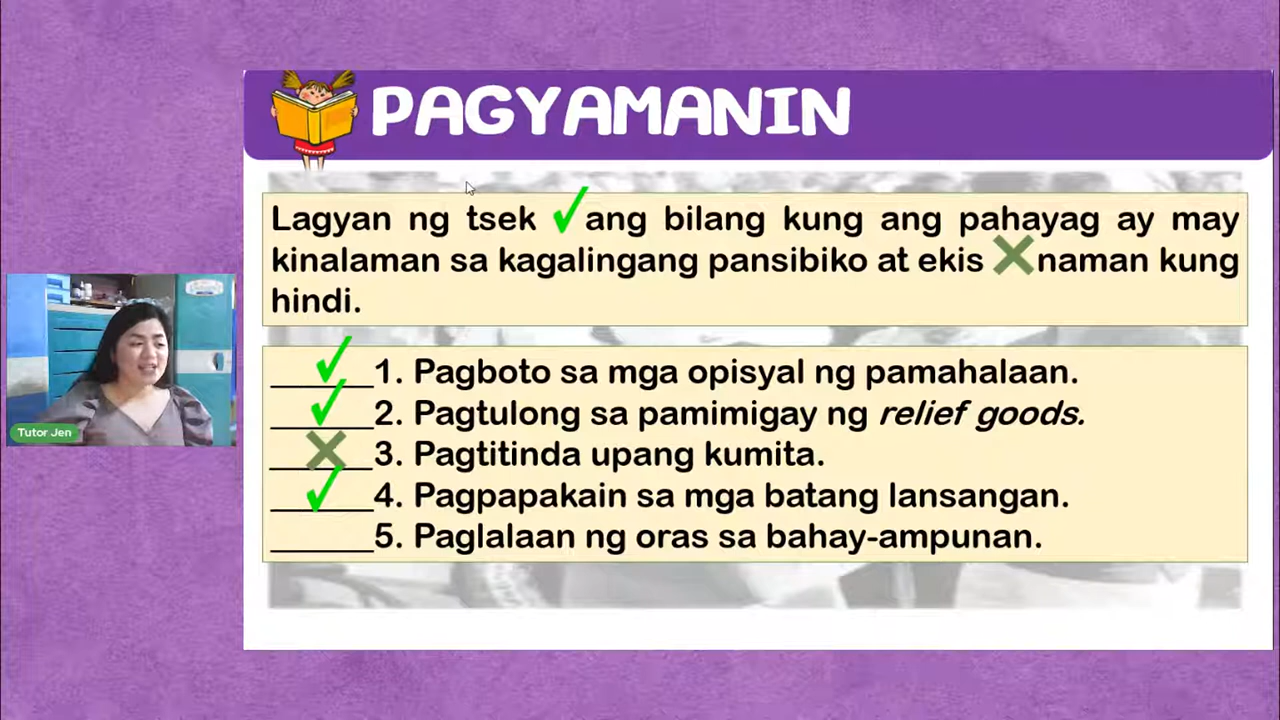 PAGYAMANIN
Lagyan ng tsek ✓ ang bilang kung ang pahayag ay may
kinalaman sa kagalingang pansibiko at ekis ✕ naman kung
hindi.
✓ 1. Pagboto sa mga opisyal ng pamahalaan.
✓ 2. Pagtulong sa pamimigay ng relief goods.
✕ 3. Pagtitinda upang kumita.
✓ 4. Pagpapakain sa mga batang lansangan.
______5. Paglalaan ng oras sa bahay-ampunan.
Tutor Jen